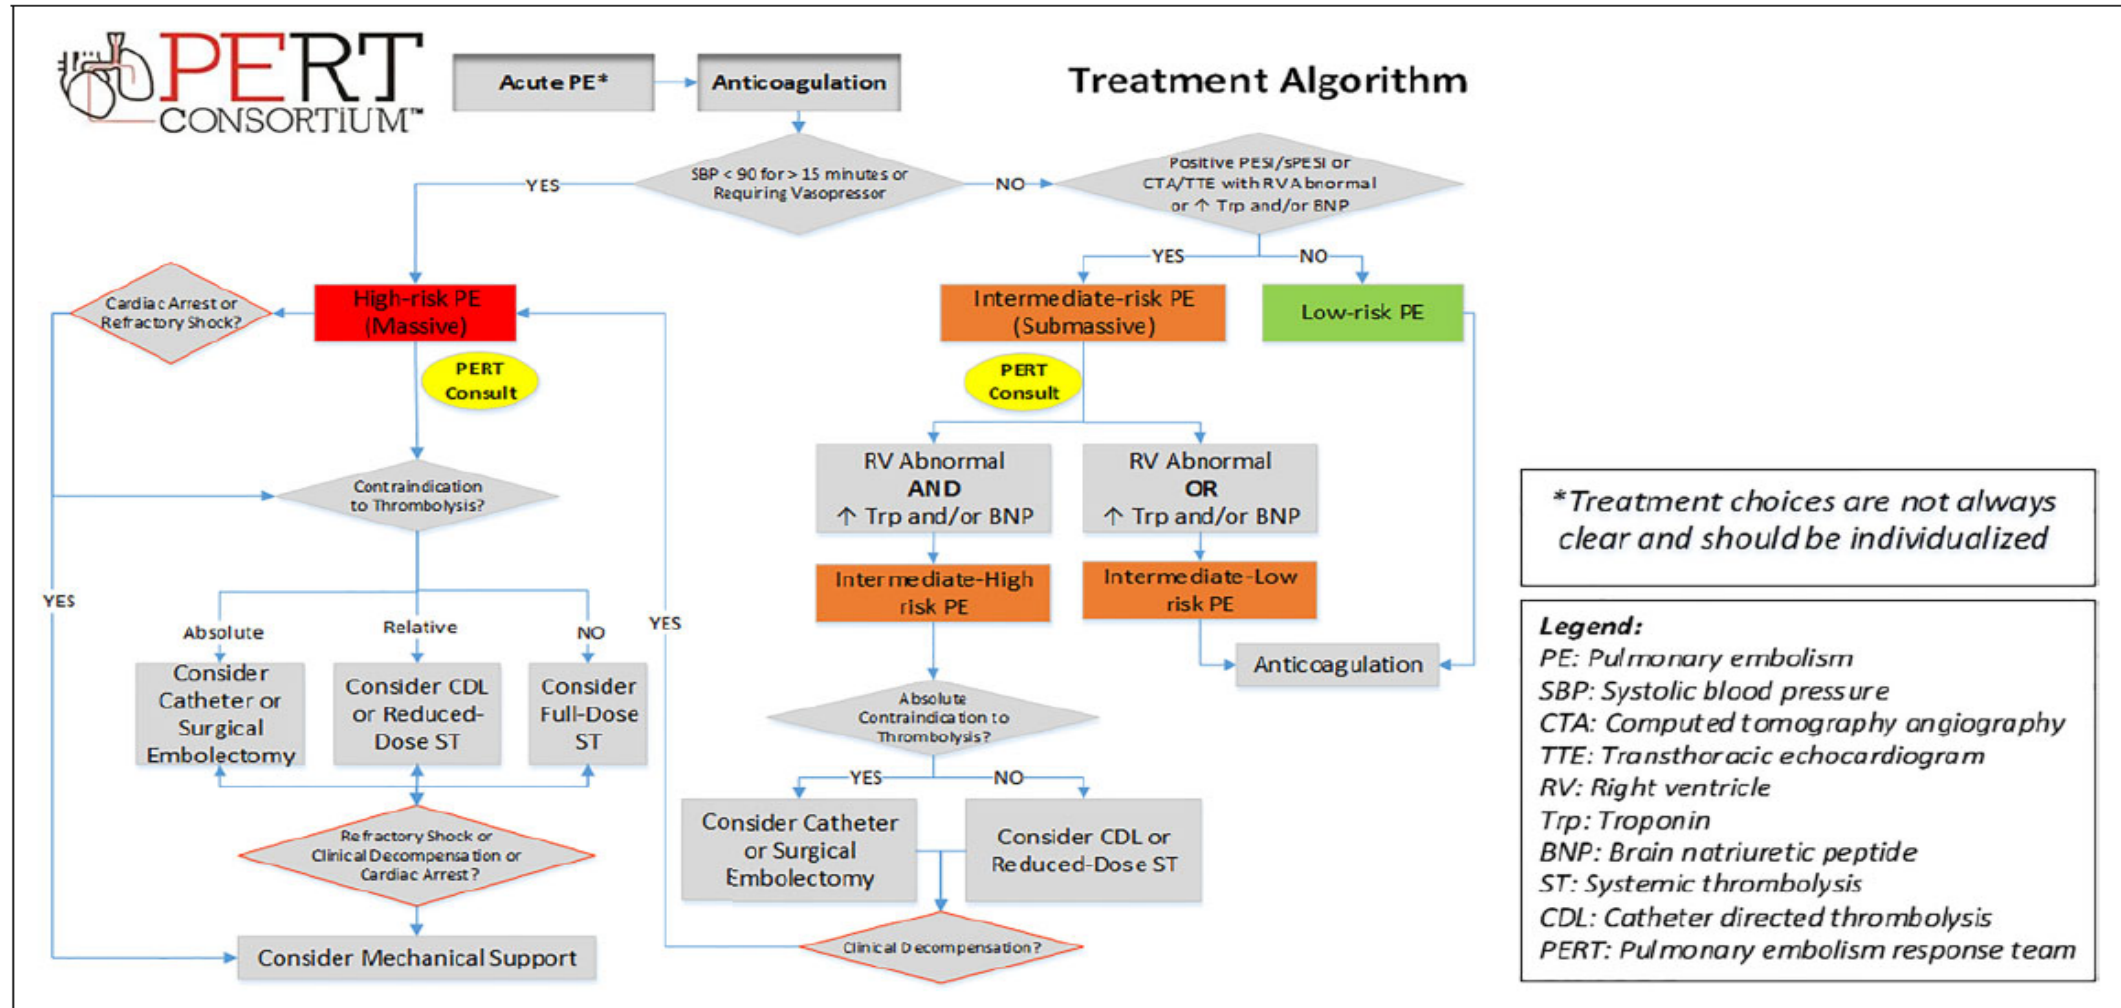 PERT
CONSORTiUM™
Acute PE*
Anticoagulation
Treatment Algorithm
SBP < 90 for > 15 minutes or
Requiring Vasopressor
YES
NO
Positive PESI/sPESI or
CTA/TTE with RV Abnormal
or ↑ Trp and/or BNP
YES
NO
Cardiac Arrest or
Refractory Shock?
High-risk PE
(Massive)
Intermediate-risk PE
(Submassive)
Low-risk PE
PERT
Consult
PERT
Consult
Contraindication
to Thrombolysis?
RV Abnormal
AND
↑ Trp and/or BNP
RV Abnormal
OR
↑ Trp and/or BNP
Intermediate-High
risk PE
Intermediate-Low
risk PE
YES
YES
Absolute
Relative
NO
Consider
Catheter or
Surgical
Embolectomy
Consider CDL
or Reduced-
Dose ST
Consider
Full-Dose
ST
Anticoagulation
Absolute
Contraindication to
Thrombolysis?
YES
NO
Consider Catheter
or Surgical
Embolectomy
Consider CDL or
Reduced-Dose ST
Refractory Shock or
Clinical Decompensation or
Cardiac Arrest?
Clinical Decompensation?
Consider Mechanical Support
*Treatment choices are not always
clear and should be individualized
Legend:
PE: Pulmonary embolism
SBP: Systolic blood pressure
CTA: Computed tomography angiography
TTE: Transthoracic echocardiogram
RV: Right ventricle
Trp: Troponin
BNP: Brain natriuretic peptide
ST: Systemic thrombolysis
CDL: Catheter directed thrombolysis
PERT: Pulmonary embolism response team